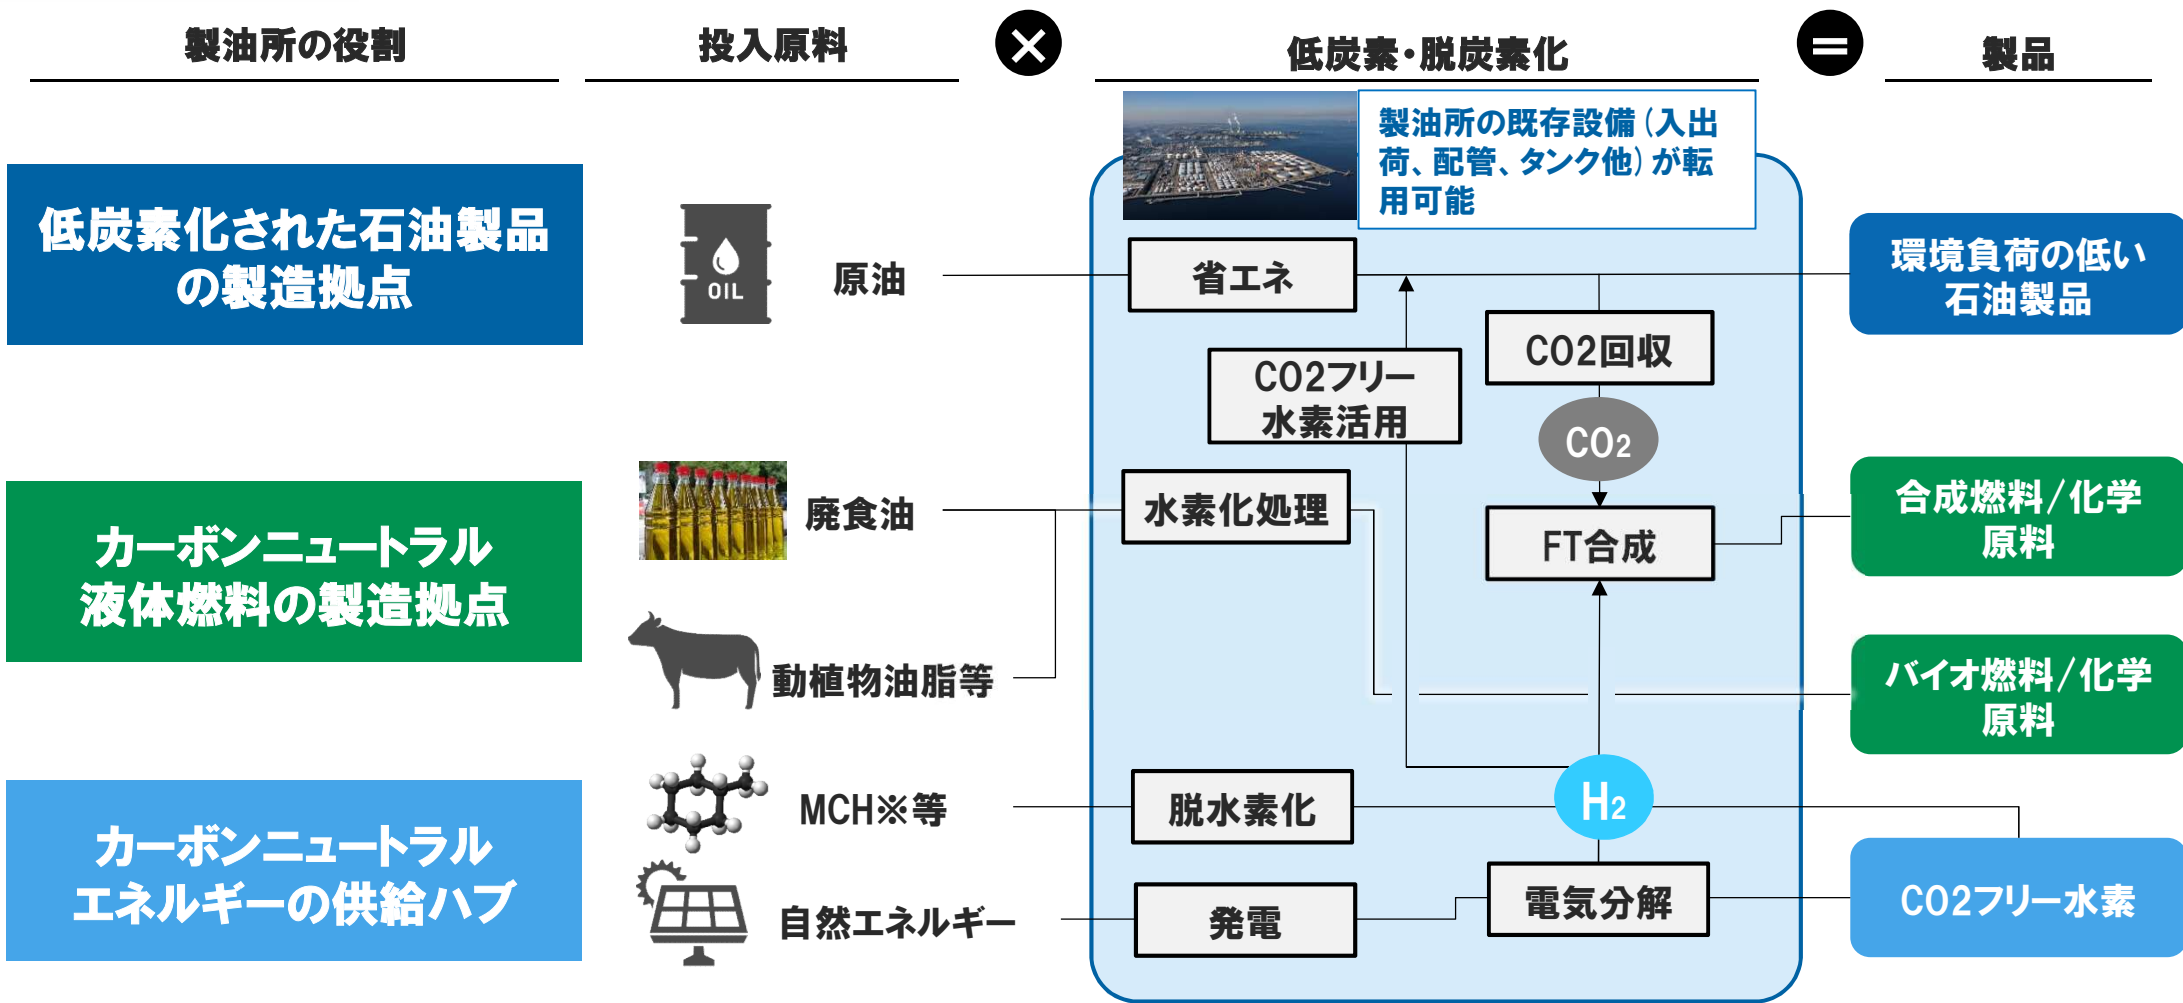 製油所の役割
投入原料
×
低炭素・脱炭素化
=
製品
製油所の既存設備(入出
荷、配管、タンク他)が転
用可能
低炭素化された石油製品
の製造拠点
OIL
原油
省エネ
環境負荷の低い
石油製品
CO2回収
CO2フリー
水素活用
CO2
カーボンニュートラル
液体燃料の製造拠点
廃食油
水素化処理
FT合成
合成燃料/化学
原料
動植物油脂等
バイオ燃料/化学
原料
カーボンニュートラル
エネルギーの供給ハブ
MCH※等
脱水素化
H2
自然エネルギー
発電
電気分解
CO2フリー水素